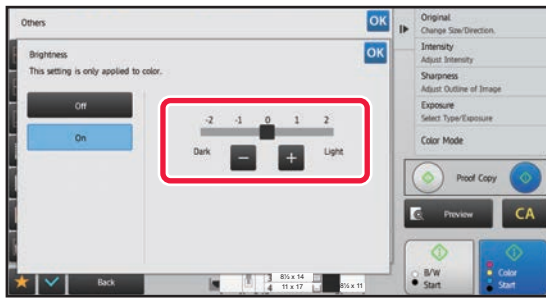 Others
OK
Brightness
OK
This setting is only applied to color.
Off
On
-2 -1 0 1 2
Dark
Light
− +
Back
3 8½ x 14
4 11 x 17
8½ x 11
Original
Change Size/Direction.
Intensity
Adjust Intensity
Sharpness
Adjust Outline of Image
Exposure
Select Type/Exposure
Color Mode
Proof Copy
Preview
CA
B/W
Start
Color
Start